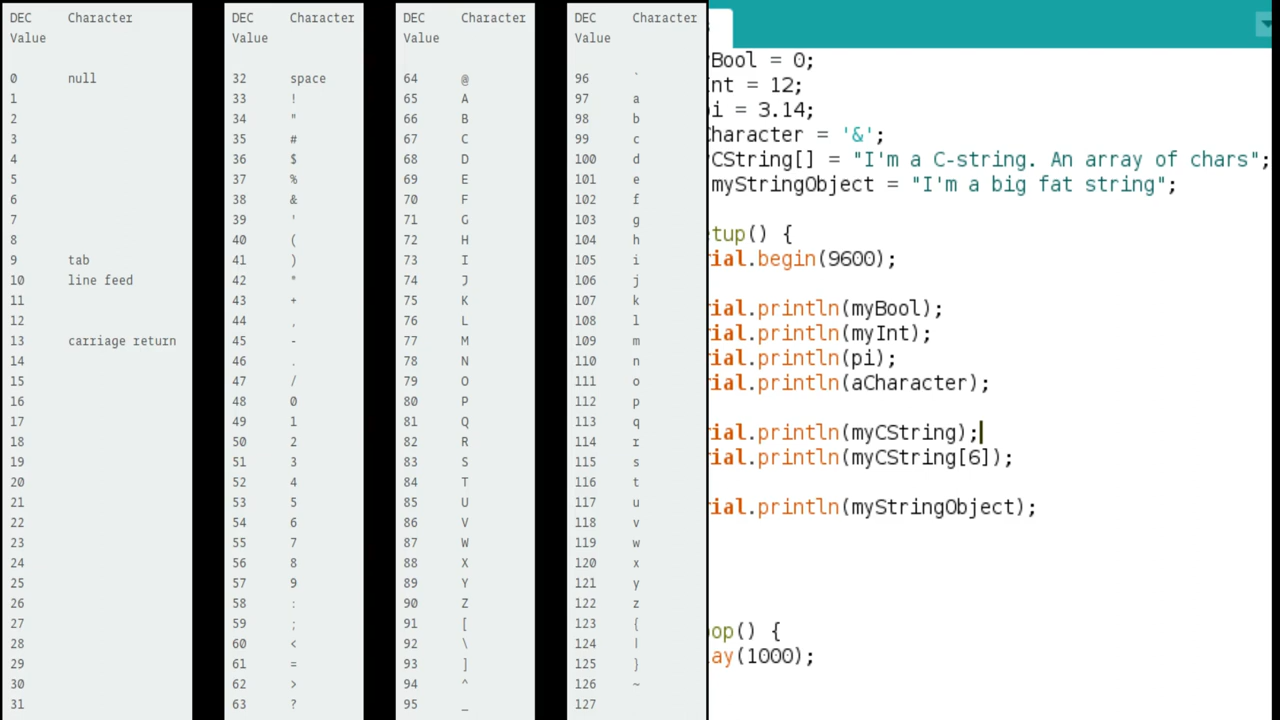 DEC Character
Value
0 null
1
2
3
4
5
6
7
8
9 tab
10 line feed
11
12
13 carriage return
14
15
16
17
18
19
20
21
22
23
24
25
26
27
28
29
30
31
DEC Character
Value
32 space
33 !
34 "
35 #
36 $
37 %
38 &
39 '
40 (
41 )
42 *
43 +
44 ,
45 -
46 .
47 /
48 0
49 1
50 2
51 3
52 4
53 5
54 6
55 7
56 8
57 9
58 :
59 ;
60 <
61 =
62 >
63 ?
DEC Character
Value
64 @
65 A
66 B
67 C
68 D
69 E
70 F
71 G
72 H
73 I
74 J
75 K
76 L
77 M
78 N
79 O
80 P
81 Q
82 R
83 S
84 T
85 U
86 V
87 W
88 X
89 Y
90 Z
91 [
92 \
93 ]
94 ^
95 _
DEC Character
Value
96 `
97 a
98 b
99 c
100 d
101 e
102 f
103 g
104 h
105 i
106 j
107 k
108 l
109 m
110 n
111 o
112 p
113 q
114 r
115 s
116 t
117 u
118 v
119 w
120 x
121 y
122 z
123 {
124 |
125 }
126 ~
127
yBool = 0;
Int = 12;
pi = 3.14;
Character = '&';
yCString[] = "I'm a C-string. An array of chars";
myStringObject = "I'm a big fat string";
etup() {
ial.begin(9600);
ial.println(myBool);
ial.println(myInt);
ial.println(pi);
ial.println(aCharacter);
ial.println(myCString);
ial.println(myCString[6]);
ial.println(myStringObject);
oop() {
lay(1000);